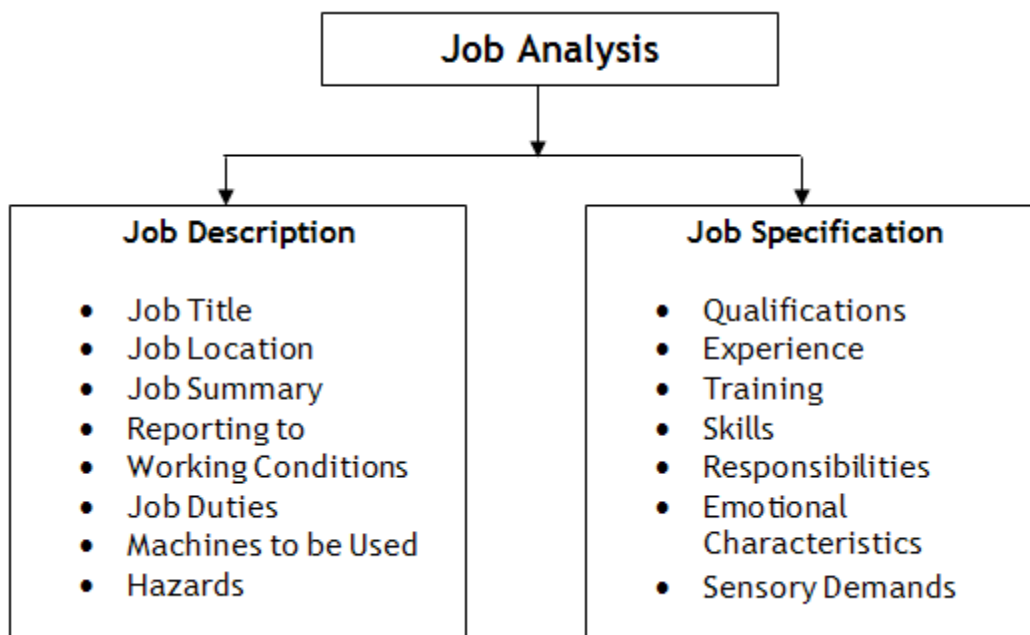 Job Analysis
Job Description
• Job Title
• Job Location
• Job Summary
• Reporting to
• Working Conditions
• Job Duties
• Machines to be Used
• Hazards
Job Specification
• Qualifications
• Experience
• Training
• Skills
• Responsibilities
• Emotional
Characteristics
• Sensory Demands